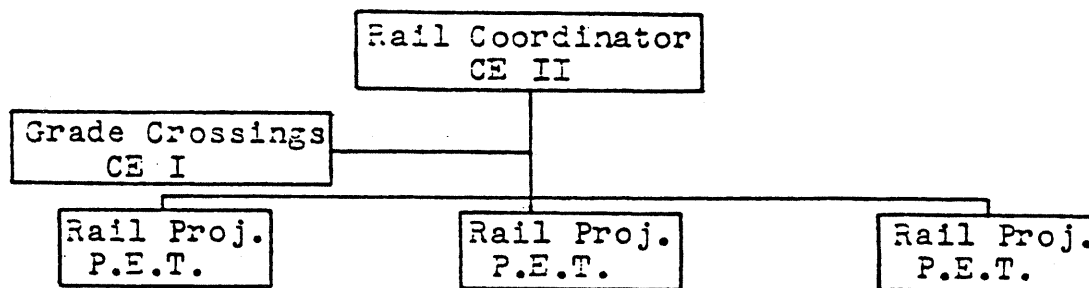 Rail Coordinator
CE II
Grade Crossings
CE I
Rail Proj.
P.E.T.
Rail Proj.
P.E.T.
Rail Proj.
P.E.T.